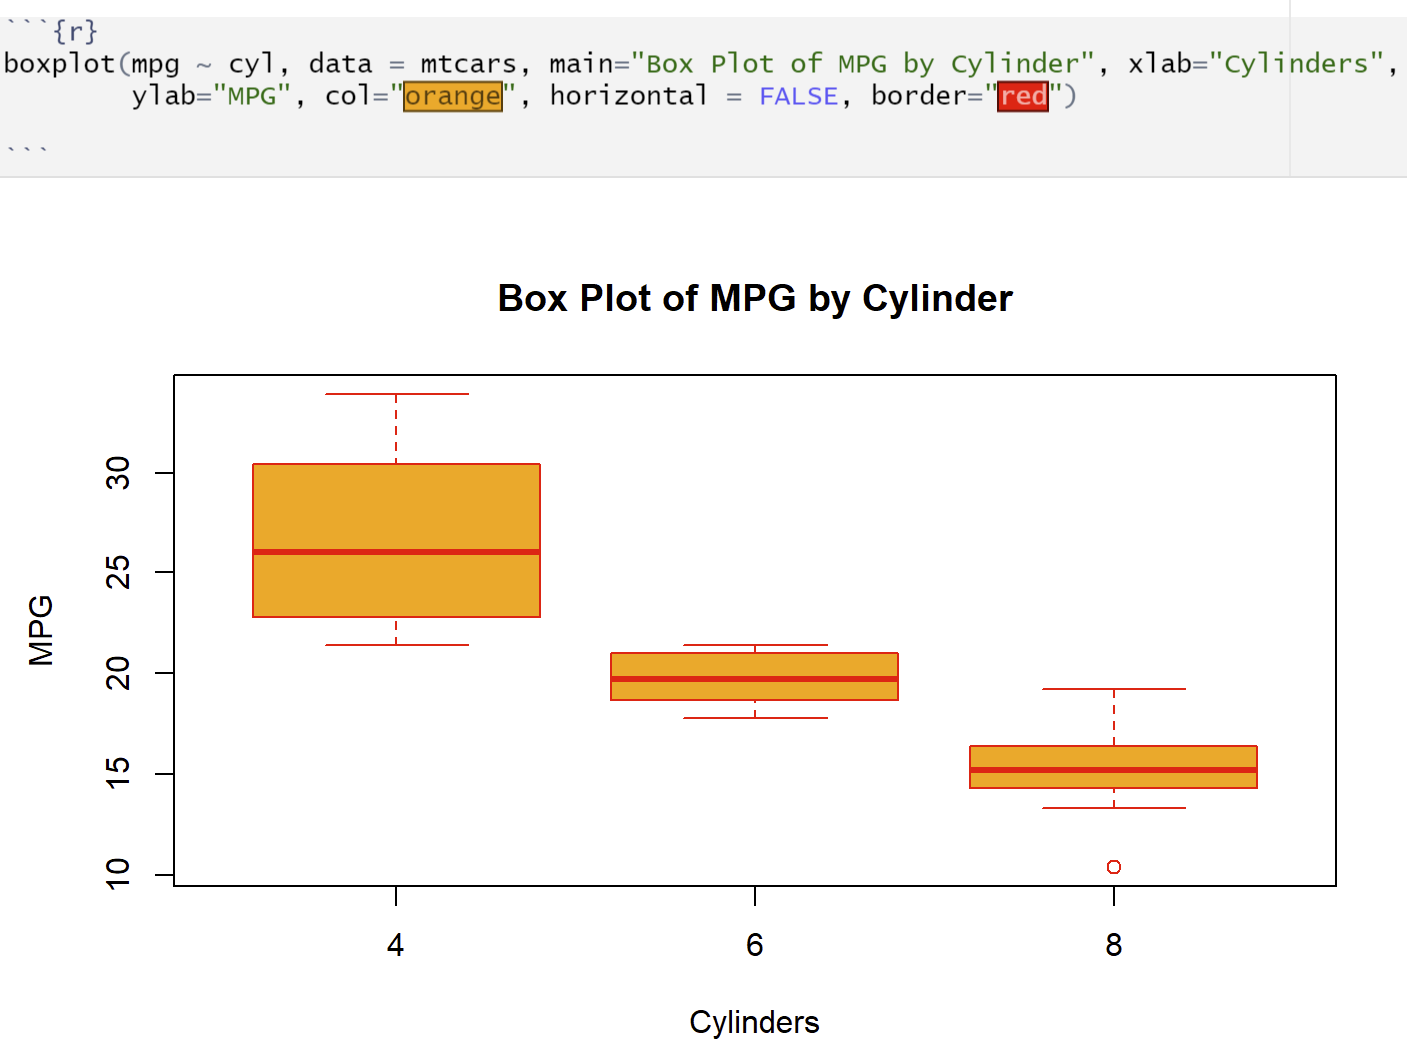 ```{r}
boxplot(mpg ~ cyl, data = mtcars, main="Box Plot of MPG by Cylinder", xlab="Cylinders",
        ylab="MPG", col="orange", horizontal = FALSE, border="red")
```
Box Plot of MPG by Cylinder
MPG
30
25
20
15
10
4 6 8
Cylinders